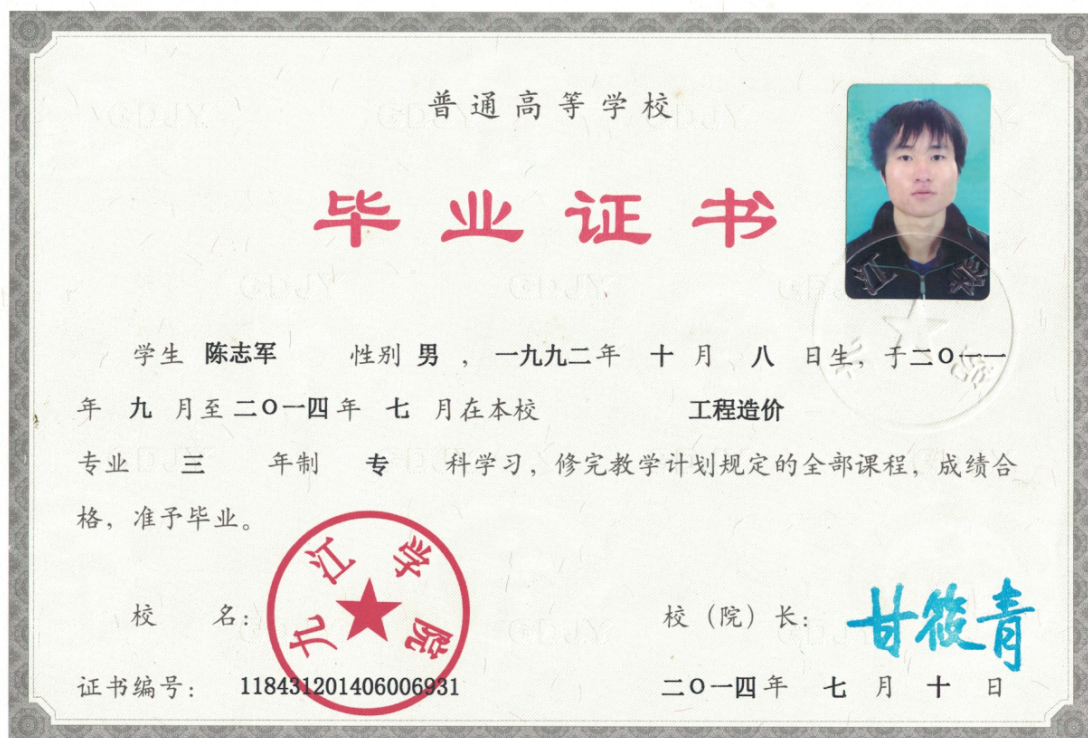 普通高等学校
毕业证书
学生 陈志军 性别 男 ，一九九二年 十 月 八 日生，于二〇一一
年 九 月至二〇一四年 七 月在本校 工程造价
专业 三 年制 专 科学习，修完教学计划规定的全部课程，成绩合
格，准予毕业。
九江学院
校 名：
校（院）长： 甘筱青
证书编号： 118431201406006931
二〇一四年 七 月 十 日